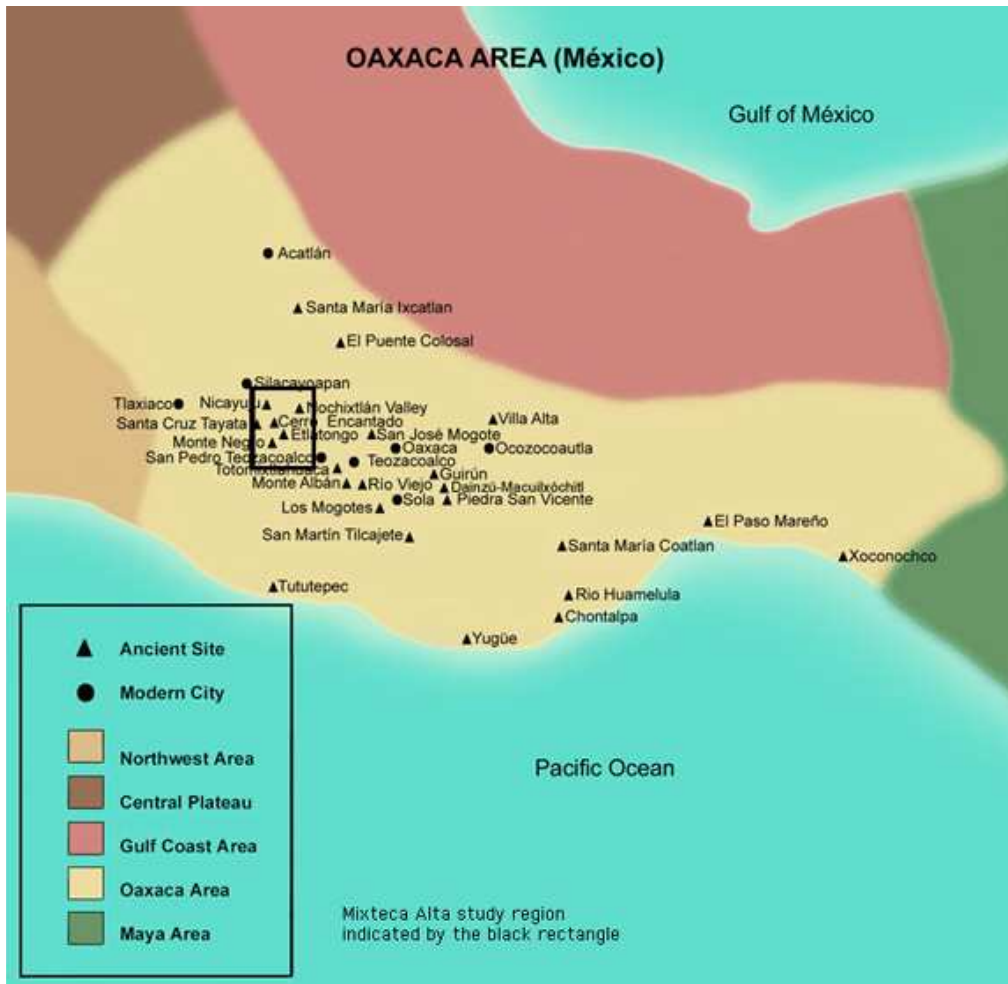 OAXACA AREA (México)
Gulf of México
Acatlán
Santa María Ixcatlan
El Puente Colosal
Silacayoapan
Tlaxiaco
Nicayuju
Nochixtlán Valley
Santa Cruz Tayata
Cerro Encantado
Villa Alta
Etlatongo
San José Mogote
Monte Negro
Oaxaca
Ocozocoautla
San Pedro Teozacoalco
Teozacoalco
Totomixtlahuaca
Guirún
Monte Albán
Río Viejo
Dainzú-Macuilxóchitl
Sola
Piedra San Vicente
Los Mogotes
El Paso Mareño
San Martín Tilcajete
Santa María Coatlan
Xoconochco
Tututepec
Rio Huamelula
Chontalpa
Yugüe
Ancient Site
Modern City
Northwest Area
Central Plateau
Gulf Coast Area
Oaxaca Area
Maya Area
Pacific Ocean
Mixteca Alta study region
indicated by the black rectangle